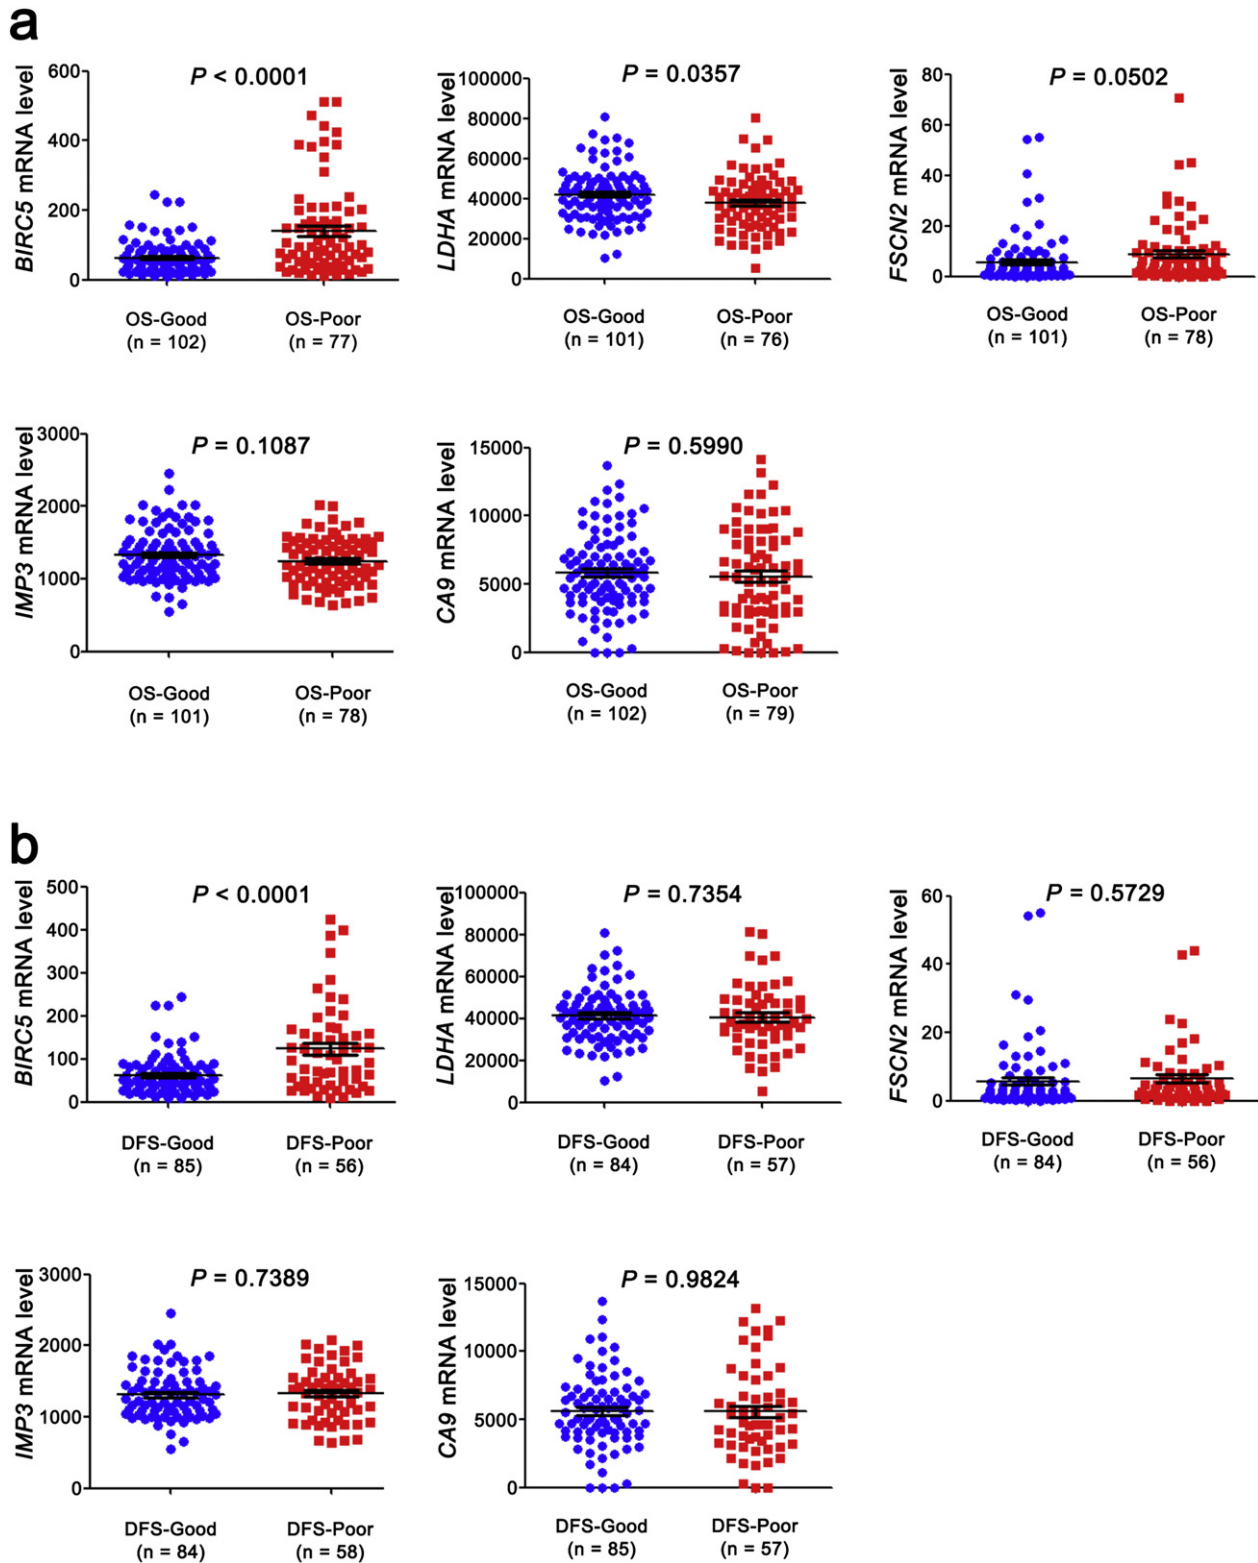 a
P < 0.0001
BIRC5 mRNA level
600
400
200
0
OS-Good
(n = 102)
OS-Poor
(n = 77)
P = 0.0357
LDHA mRNA level
100000
80000
60000
40000
20000
0
OS-Good
(n = 101)
OS-Poor
(n = 76)
P = 0.0502
FSCN2 mRNA level
80
60
40
20
0
OS-Good
(n = 101)
OS-Poor
(n = 78)
P = 0.1087
IMP3 mRNA level
3000
2000
1000
0
OS-Good
(n = 101)
OS-Poor
(n = 78)
P = 0.5990
CA9 mRNA level
15000
10000
5000
0
OS-Good
(n = 102)
OS-Poor
(n = 79)
b
P < 0.0001
BIRC5 mRNA level
500
400
300
200
100
0
DFS-Good
(n = 85)
DFS-Poor
(n = 56)
P = 0.7354
LDHA mRNA level
100000
80000
60000
40000
20000
0
DFS-Good
(n = 84)
DFS-Poor
(n = 57)
P = 0.5729
FSCN2 mRNA level
60
40
20
0
DFS-Good
(n = 84)
DFS-Poor
(n = 56)
P = 0.7389
IMP3 mRNA level
3000
2000
1000
0
DFS-Good
(n = 84)
DFS-Poor
(n = 58)
P = 0.9824
CA9 mRNA level
15000
10000
5000
0
DFS-Good
(n = 85)
DFS-Poor
(n = 57)